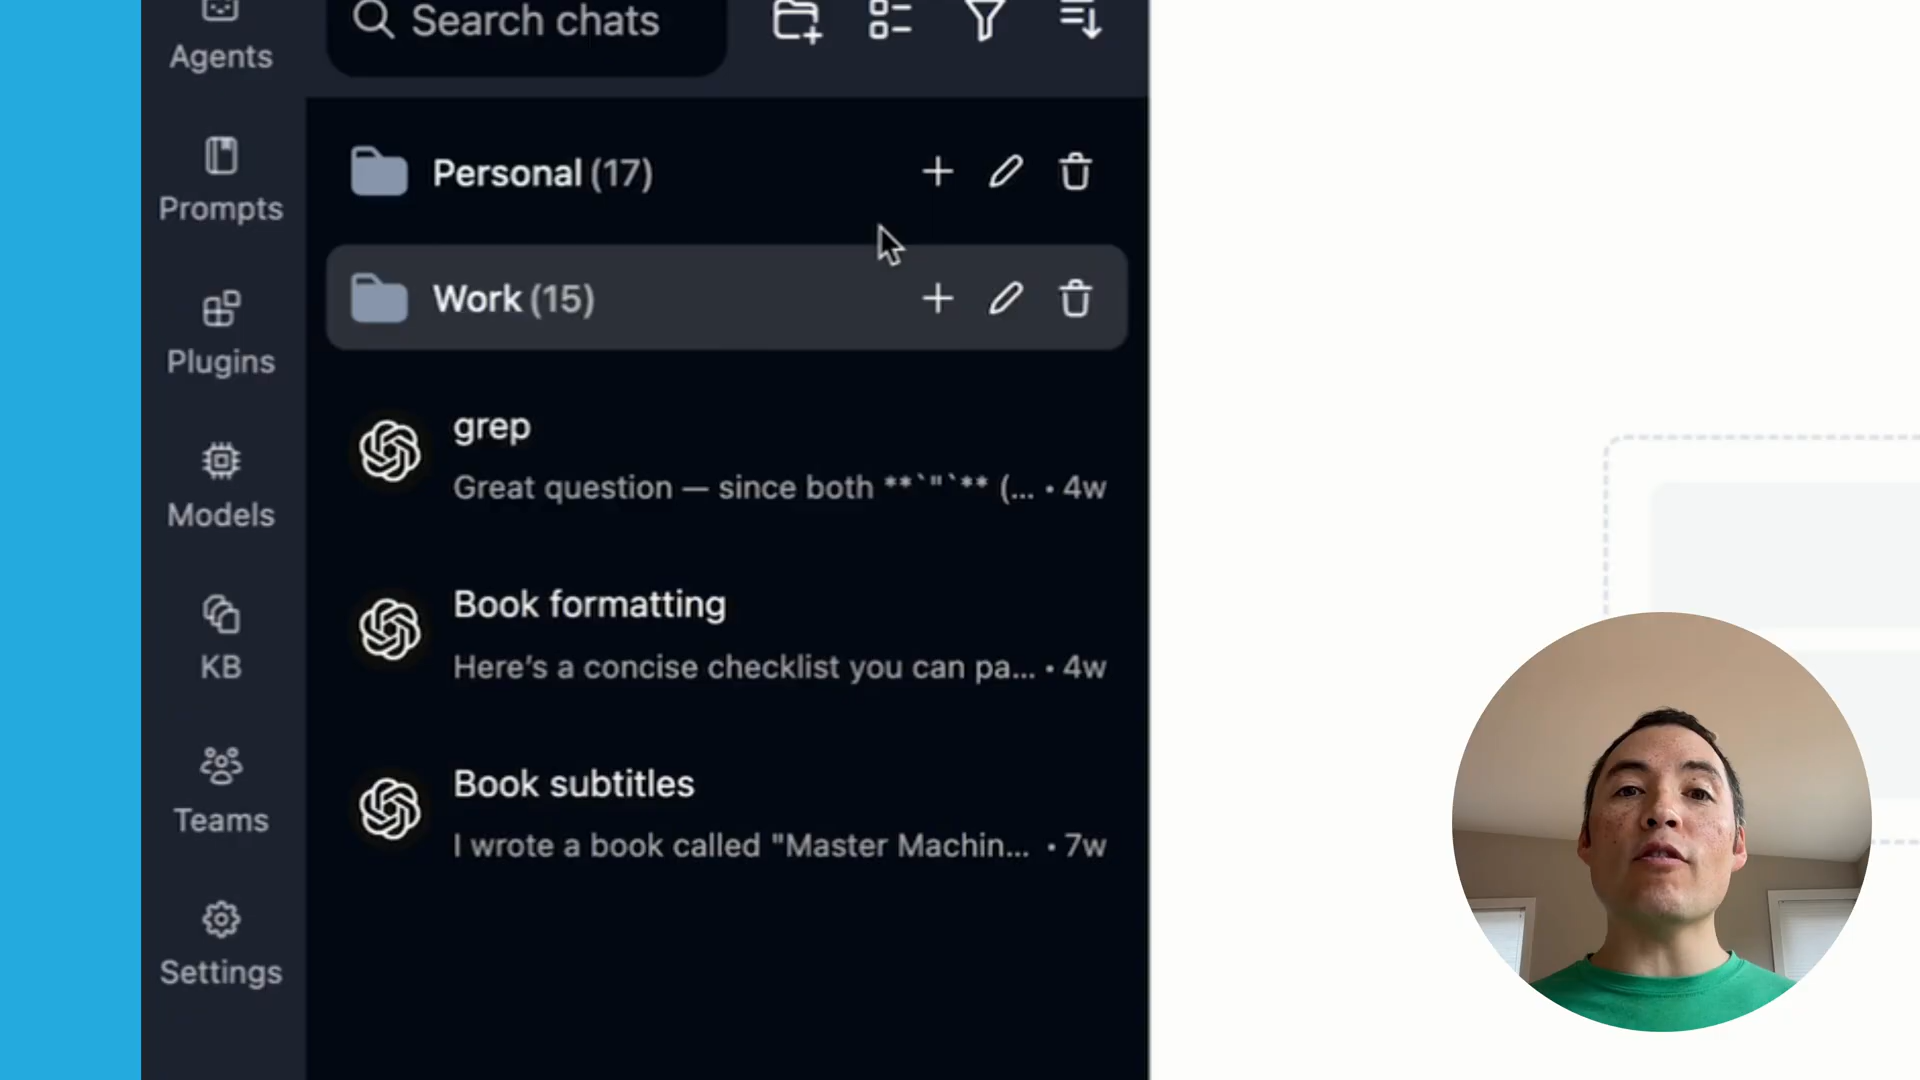 Search chats
Agents
Prompts
Plugins
Models
KB
Teams
Settings
Personal (17)
Work (15)
grep
Great question — since both **`"`** (... • 4w
Book formatting
Here's a concise checklist you can pa... • 4w
Book subtitles
I wrote a book called "Master Machin... • 7w